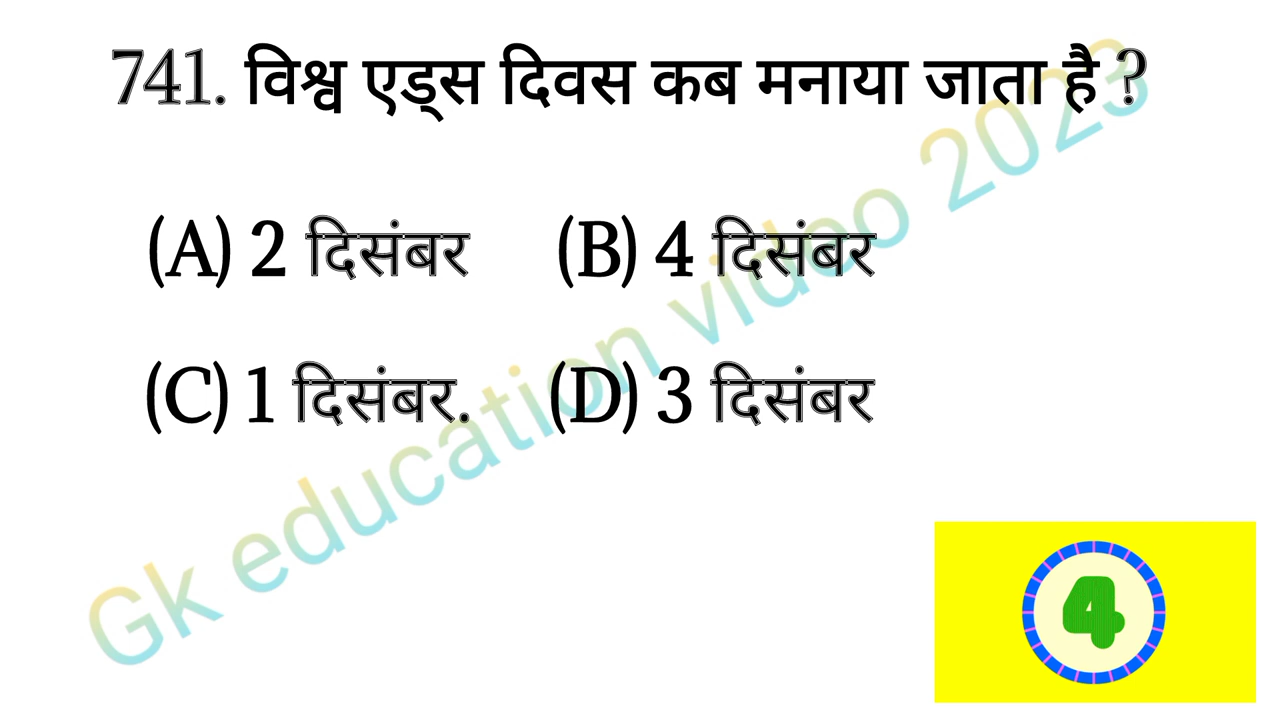 741. विश्व एड्स दिवस कब मनाया जाता है ?
(A) 2 दिसंबर (B) 4 दिसंबर
(C) 1 दिसंबर. (D) 3 दिसंबर
Gk education video 2023
4